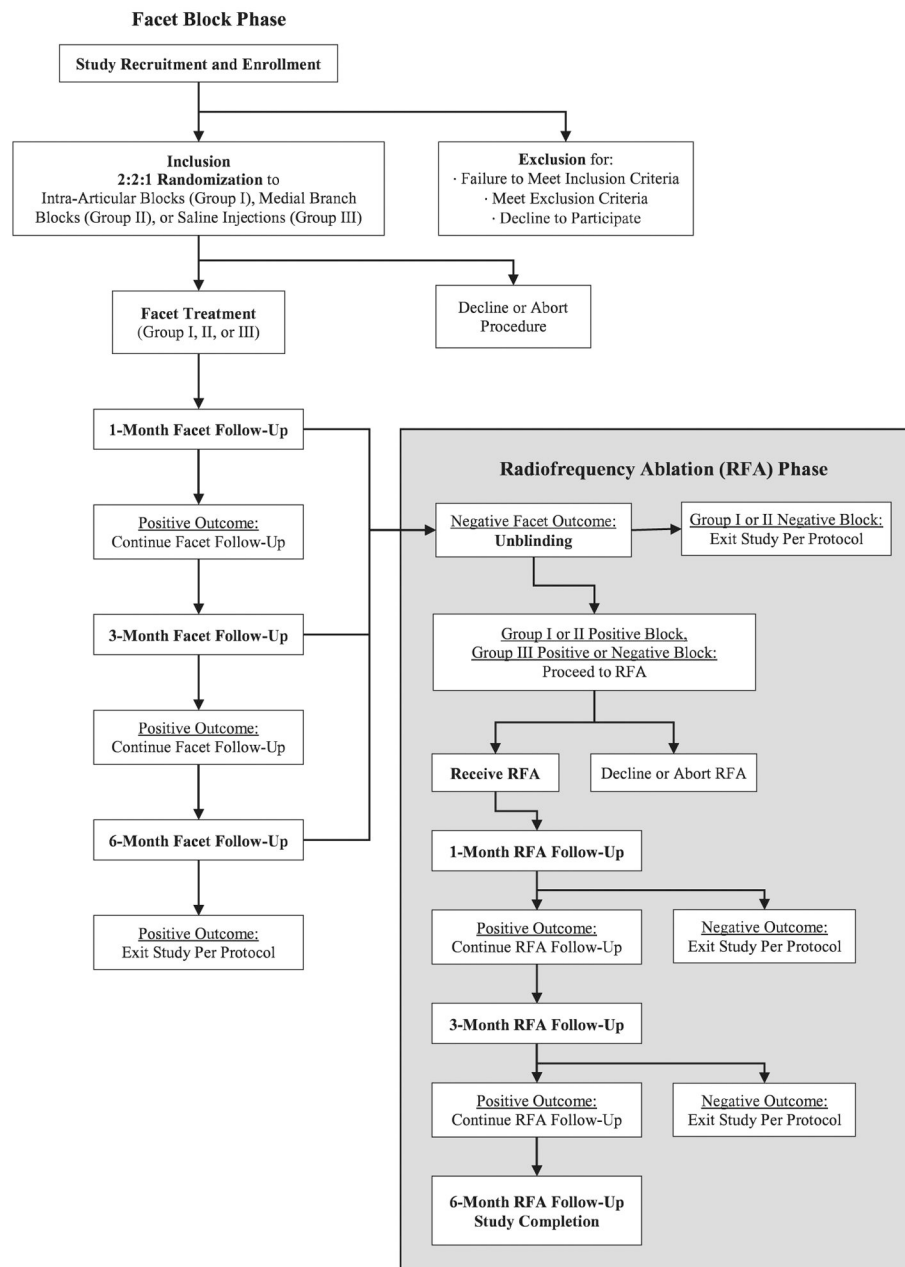 Facet Block Phase
Study Recruitment and Enrollment
Inclusion
2:2:1 Randomization to
Intra-Articular Blocks (Group I), Medial Branch
Blocks (Group II), or Saline Injections (Group III)
Exclusion for:
· Failure to Meet Inclusion Criteria
· Meet Exclusion Criteria
· Decline to Participate
Facet Treatment
(Group I, II, or III)
Decline or Abort
Procedure
1-Month Facet Follow-Up
Positive Outcome:
Continue Facet Follow-Up
3-Month Facet Follow-Up
Positive Outcome:
Continue Facet Follow-Up
6-Month Facet Follow-Up
Positive Outcome:
Exit Study Per Protocol
Radiofrequency Ablation (RFA) Phase
Negative Facet Outcome:
Unblinding
Group I or II Negative Block:
Exit Study Per Protocol
Group I or II Positive Block,
Group III Positive or Negative Block:
Proceed to RFA
Receive RFA
Decline or Abort RFA
1-Month RFA Follow-Up
Positive Outcome:
Continue RFA Follow-Up
Negative Outcome:
Exit Study Per Protocol
3-Month RFA Follow-Up
Positive Outcome:
Continue RFA Follow-Up
Negative Outcome:
Exit Study Per Protocol
6-Month RFA Follow-Up
Study Completion